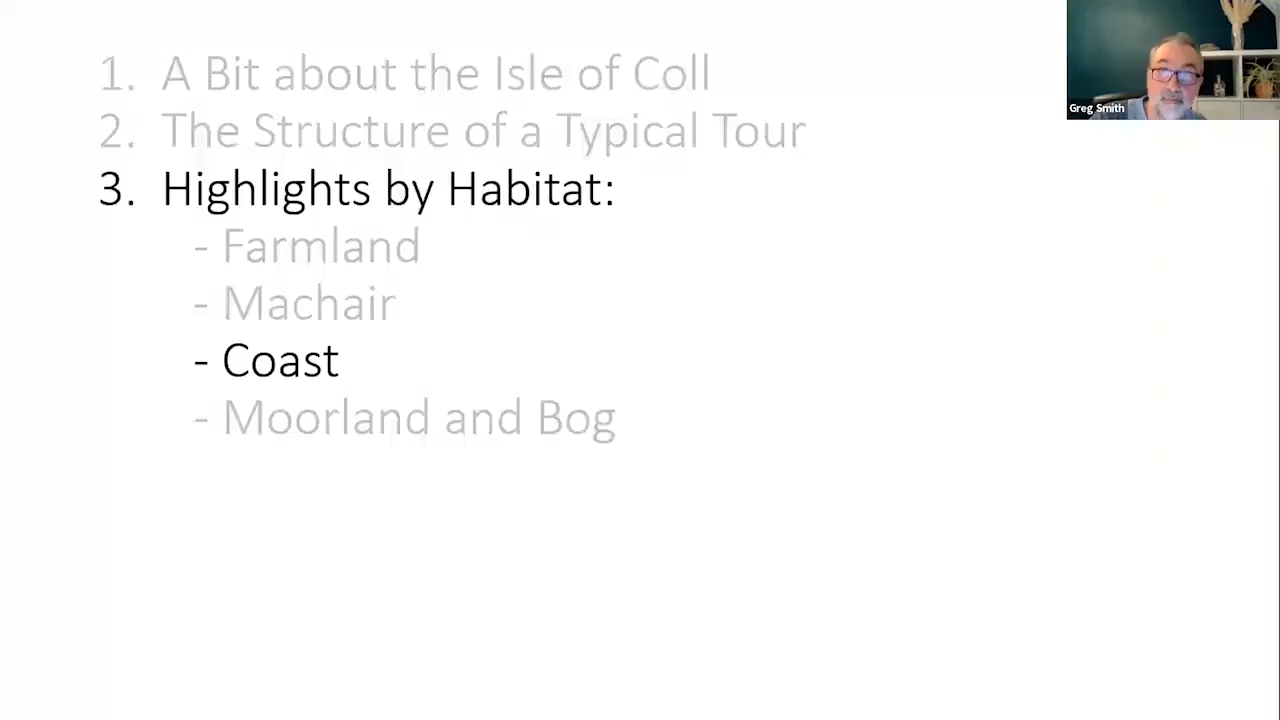 1. A Bit about the Isle of Coll
2. The Structure of a Typical Tour
3. Highlights by Habitat:
- Farmland
- Machair
- Coast
- Moorland and Bog
Greg Smith